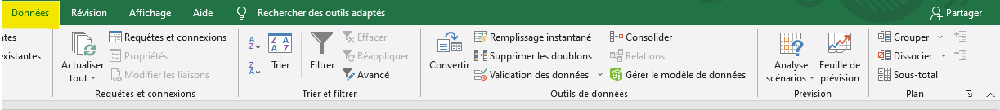 Données Révision Affichage Aide Rechercher des outils adaptés Partager
ntes
existantes
Actualiser
tout
Requêtes et connexions
Propriétés
Modifier les liaisons
Requêtes et connexions
A
Z
Z
A
Z A
A Z
Trier
Filtrer
Effacer
Réappliquer
Avancé
Trier et filtrer
Convertir
Remplissage instantané
Supprimer les doublons
Validation des données
Consolider
Relations
Gérer le modèle de données
Outils de données
Analyse
scénarios
Feuille de
prévision
Prévision
Grouper
Dissocier
Sous-total
Plan